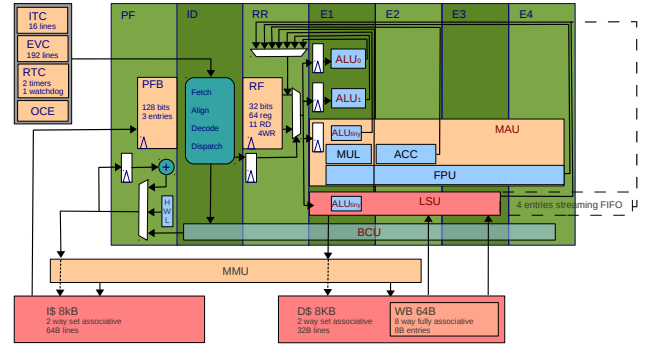 ITC
16 lines
EVC
192 lines
RTC
2 timers
1 watchdog
OCE
PF
ID
RR
E1
E2
E3
E4
PFB
128 bits
3 entries
Fetch
Align
Decode
Dispatch
RF
32 bits
64 reg
11 RD
4WR
ALU0
ALU1
ALUtiny
MAU
MUL
ACC
FPU
ALUtiny
LSU
4 entries streaming FIFO
+
HWL
BCU
MMU
I$ 8kB
2 way set associative
64B lines
D$ 8KB
2 way set associative
32B lines
WB 64B
8 way fully associative
8B entries